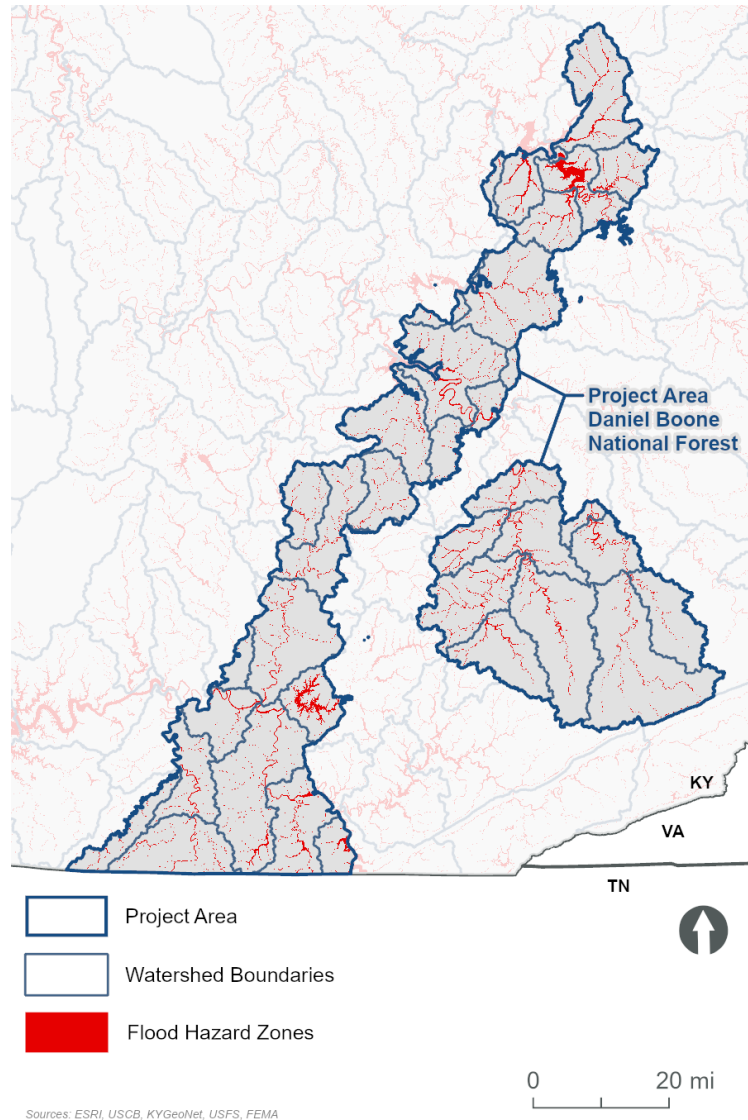 Project Area
Daniel Boone
National Forest
KY
VA
TN
Project Area
Watershed Boundaries
Flood Hazard Zones
0 20 mi
Sources: ESRI, USCB, KYGeoNet, USFS, FEMA